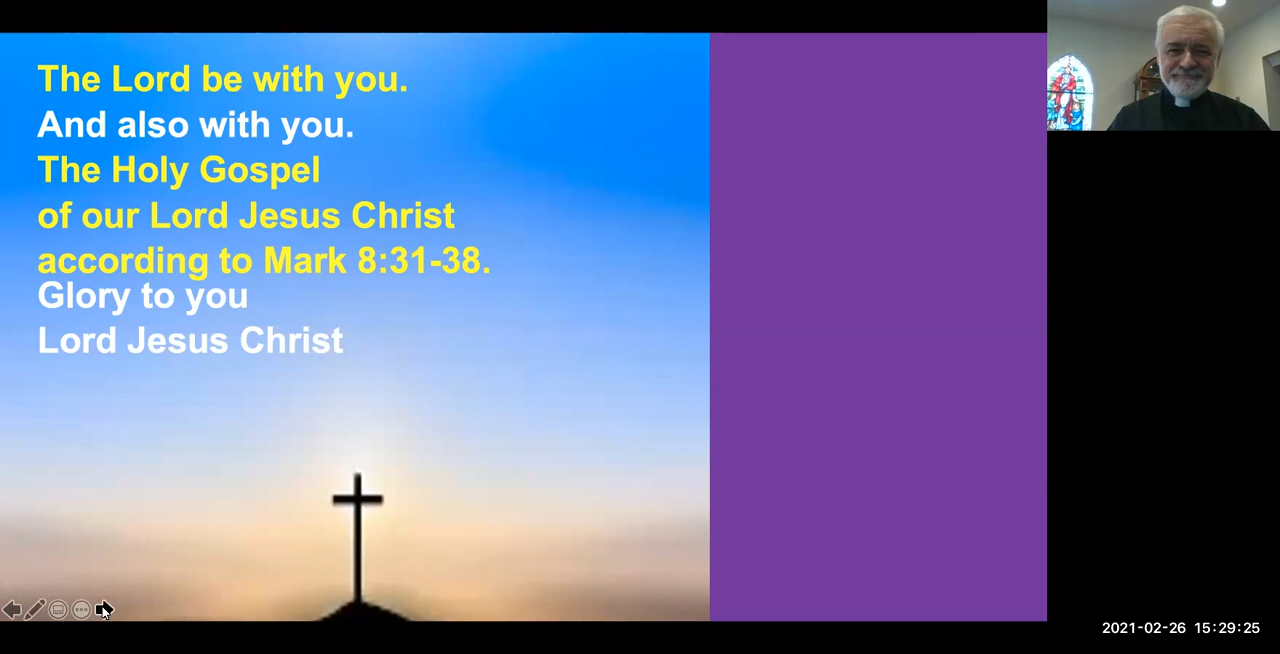 The Lord be with you.
And also with you.
The Holy Gospel
of our Lord Jesus Christ
according to Mark 8:31-38.
Glory to you
Lord Jesus Christ
2021-02-26 15:29:25